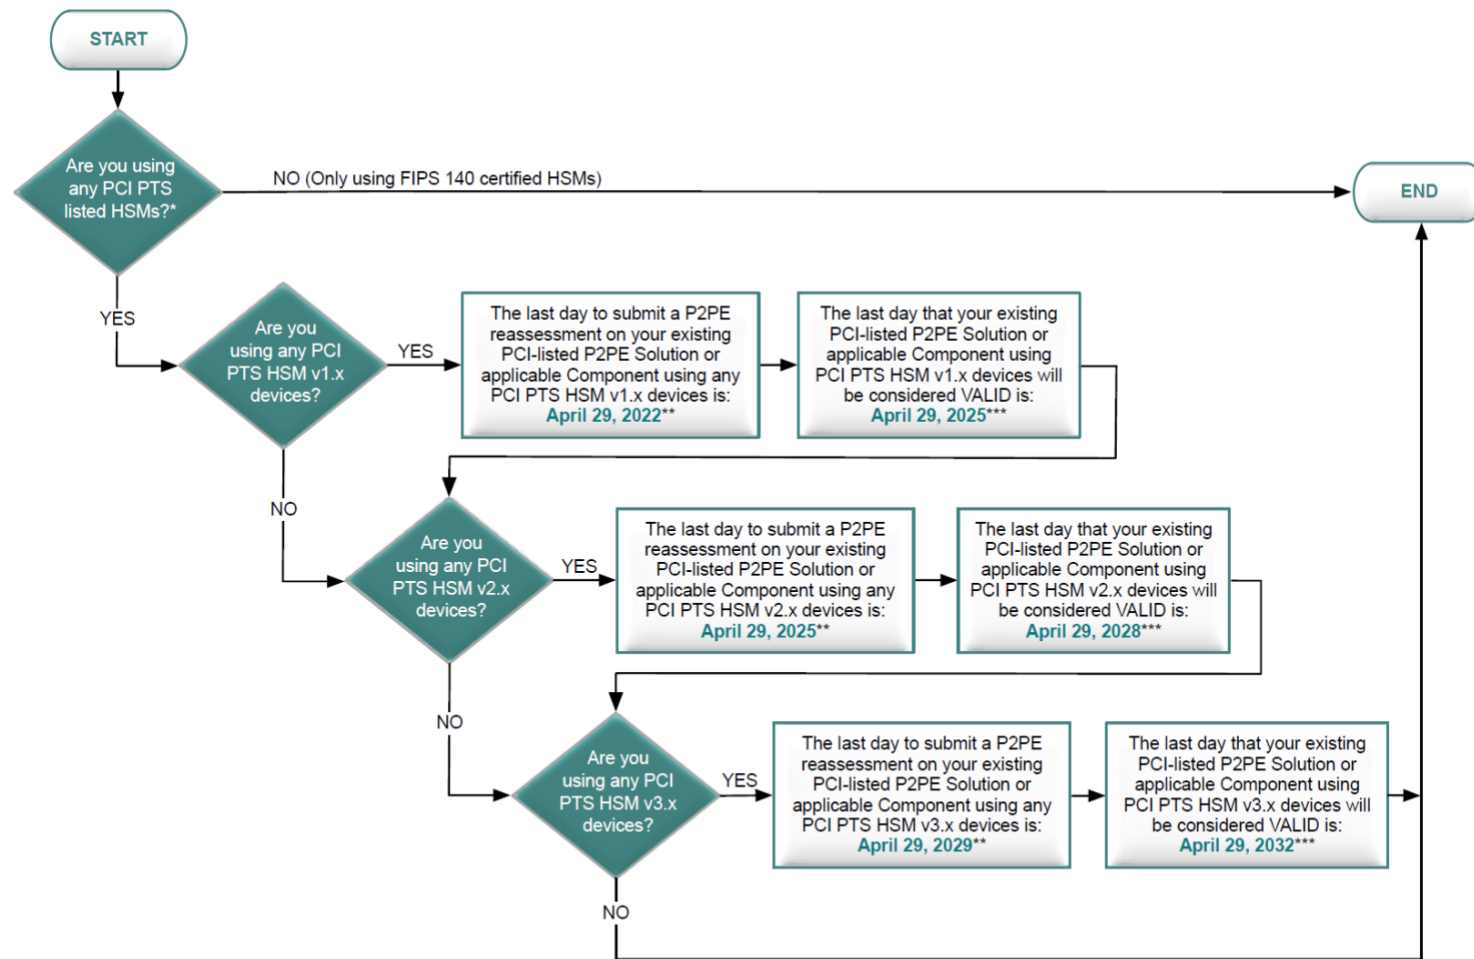 START
Are you using
any PCI PTS
listed HSMs?*
NO (Only using FIPS 140 certified HSMs)
END
YES
Are you
using any PCI
PTS HSM v1.x
devices?
YES
The last day to submit a P2PE
reassessment on your existing
PCI-listed P2PE Solution or
applicable Component using any
PCI PTS HSM v1.x devices is:
April 29, 2022**
The last day that your existing
PCI-listed P2PE Solution or
applicable Component using
PCI PTS HSM v1.x devices will
be considered VALID is:
April 29, 2025***
NO
Are you
using any PCI
PTS HSM v2.x
devices?
YES
The last day to submit a P2PE
reassessment on your existing
PCI-listed P2PE Solution or
applicable Component using any
PCI PTS HSM v2.x devices is:
April 29, 2025**
The last day that your existing
PCI-listed P2PE Solution or
applicable Component using
PCI PTS HSM v2.x devices will
be considered VALID is:
April 29, 2028***
NO
Are you
using any PCI
PTS HSM v3.x
devices?
YES
The last day to submit a P2PE
reassessment on your existing
PCI-listed P2PE Solution or
applicable Component using any
PCI PTS HSM v3.x devices is:
April 29, 2029**
The last day that your existing
PCI-listed P2PE Solution or
applicable Component using
PCI PTS HSM v3.x devices will
be considered VALID is:
April 29, 2032***
NO